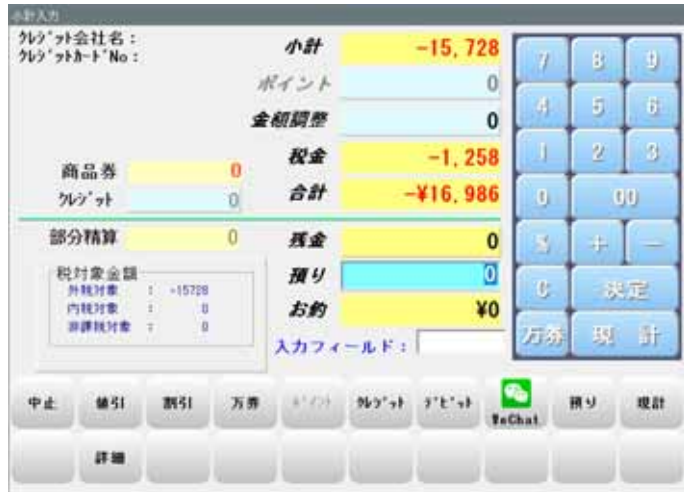 小計入力
ｸﾚｼﾞｯﾄ会社名：
ｸﾚｼﾞｯﾄｶｰﾄﾞNo：
小計 -15,728
ポイント 0
金額調整 0
税金 -1,258
商品券 0
ｸﾚｼﾞｯﾄ 0
合計 -¥16,986
部分精算 0
残金 0
税対象金額
外税対象 ： -15728
内税対象 ： 0
非課税対象 ： 0
預り 0
お釣 ¥0
入力フィールド：
7 8 9
4 5 6
1 2 3
0 00
% + －
C 決定
万券 現 計
中止 値引 割引 万券 ﾎﾟｲﾝﾄ ｸﾚｼﾞｯﾄ ﾃﾞﾋﾞｯﾄ WeChat 預り 現計
詳細